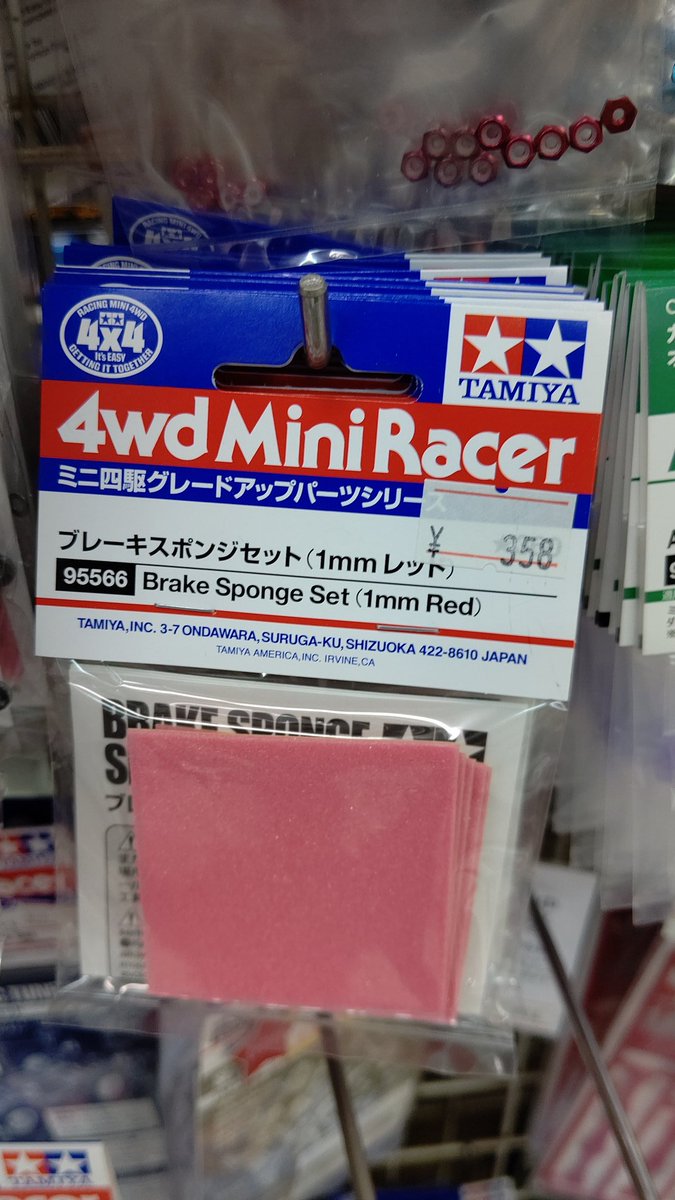 RACING MINI 4WD
4x4
It's EASY
GETTING IT TOGETHER
TAMIYA
4wd Mini Racer
ミニ四駆グレードアップパーツシリーズ
¥ 358
ブレーキスポンジセット(1mm レッド)
95566 Brake Sponge Set (1mm Red)
TAMIYA,INC. 3-7 ONDAWARA,SURUGA-KU,SHIZUOKA 422-8610 JAPAN
TAMIYA AMERICA,INC. IRVINE,CA
BRAKE SPONGE